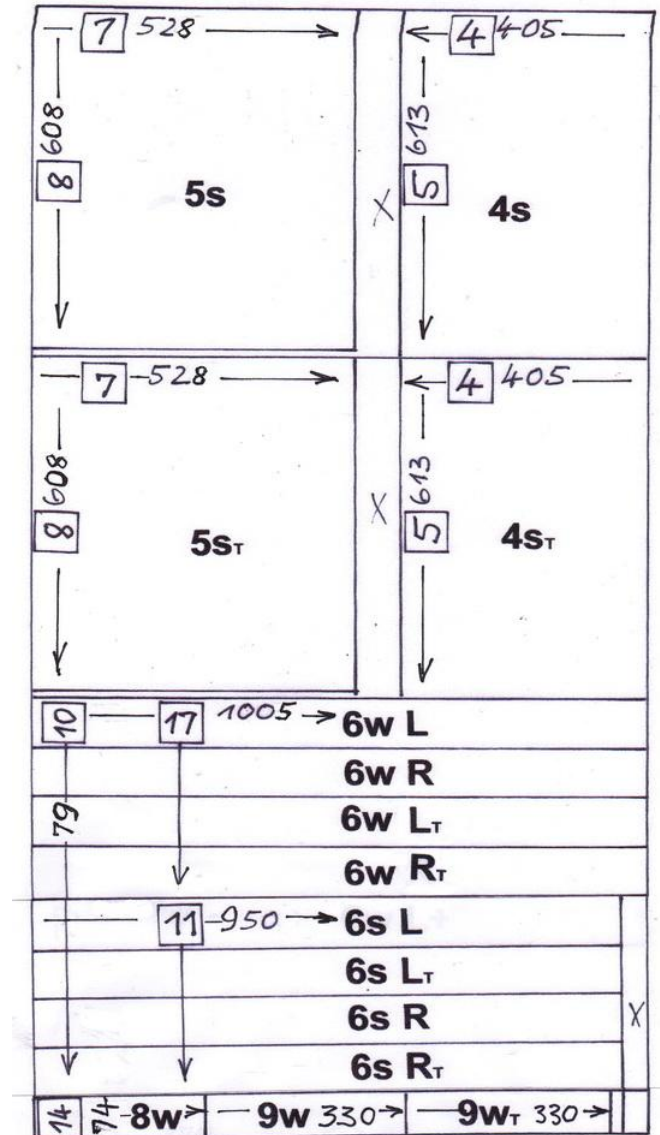 7 528 4 405
608 613
8 5
5s X 4s
7 528 4 405
608 613
8 5
5sT X 4sT
10 17 1005 6w L
6w R
79 6w LT
6w RT
11 950 6s L
6s LT
6s R X
6s RT
14 74 8w 9w 330 9wT 330